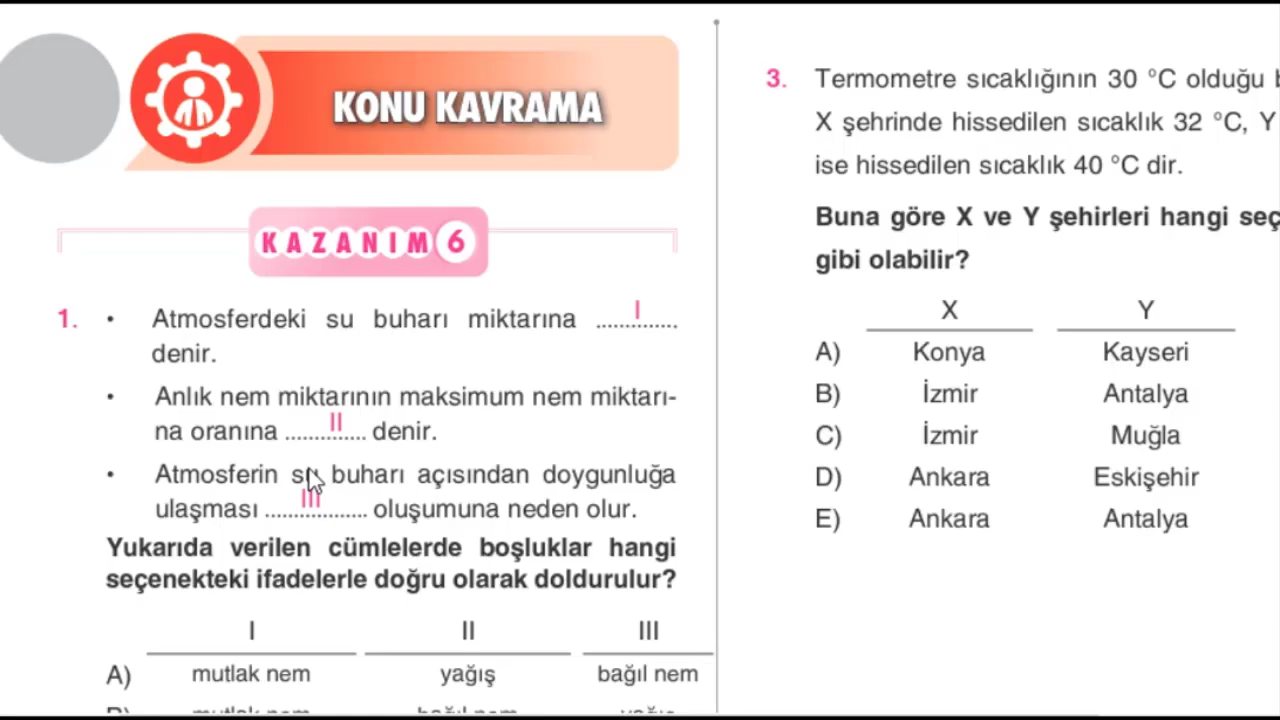 KONU KAVRAMA
KAZANIM 6
1. • Atmosferdeki su buharı miktarına ....I.... denir.
• Anlık nem miktarının maksimum nem miktarı-
na oranına ....II.... denir.
• Atmosferin su buharı açısından doygunluğa
ulaşması ....III.... oluşumuna neden olur.
Yukarıda verilen cümlelerde boşluklar hangi
seçenekteki ifadelerle doğru olarak doldurulur?
I II III
A) mutlak nem yağış bağıl nem
3. Termometre sıcaklığının 30 °C olduğu
X şehrinde hissedilen sıcaklık 32 °C, Y
ise hissedilen sıcaklık 40 °C dir.
Buna göre X ve Y şehirleri hangi seç
gibi olabilir?
X Y
A) Konya Kayseri
B) İzmir Antalya
C) İzmir Muğla
D) Ankara Eskişehir
E) Ankara Antalya